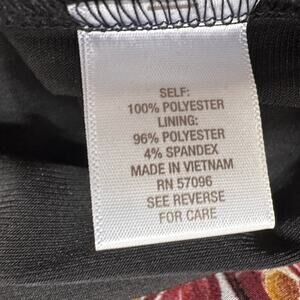 SELF:
100% POLYESTER
LINING:
96% POLYESTER
4% SPANDEX
MADE IN VIETNAM
RN 57096
SEE REVERSE
FOR CARE